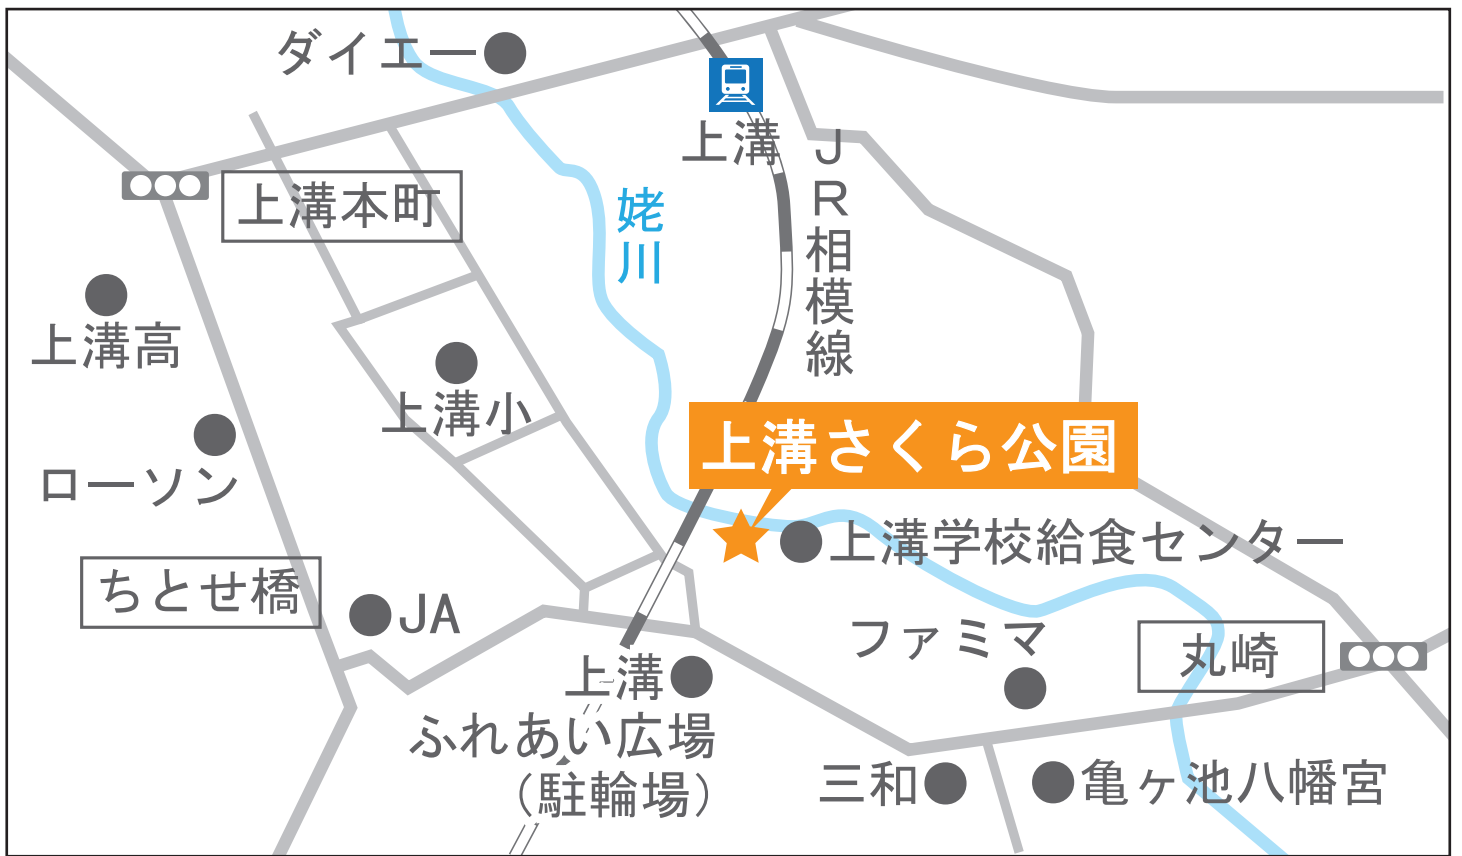 ダイエー
上溝
JR相模線
上溝本町
姥川
上溝高
上溝小
上溝さくら公園
ローソン
上溝学校給食センター
ちとせ橋
JA
ファミマ
丸崎
上溝
ふれあい広場
（駐輪場）
三和
亀ヶ池八幡宮